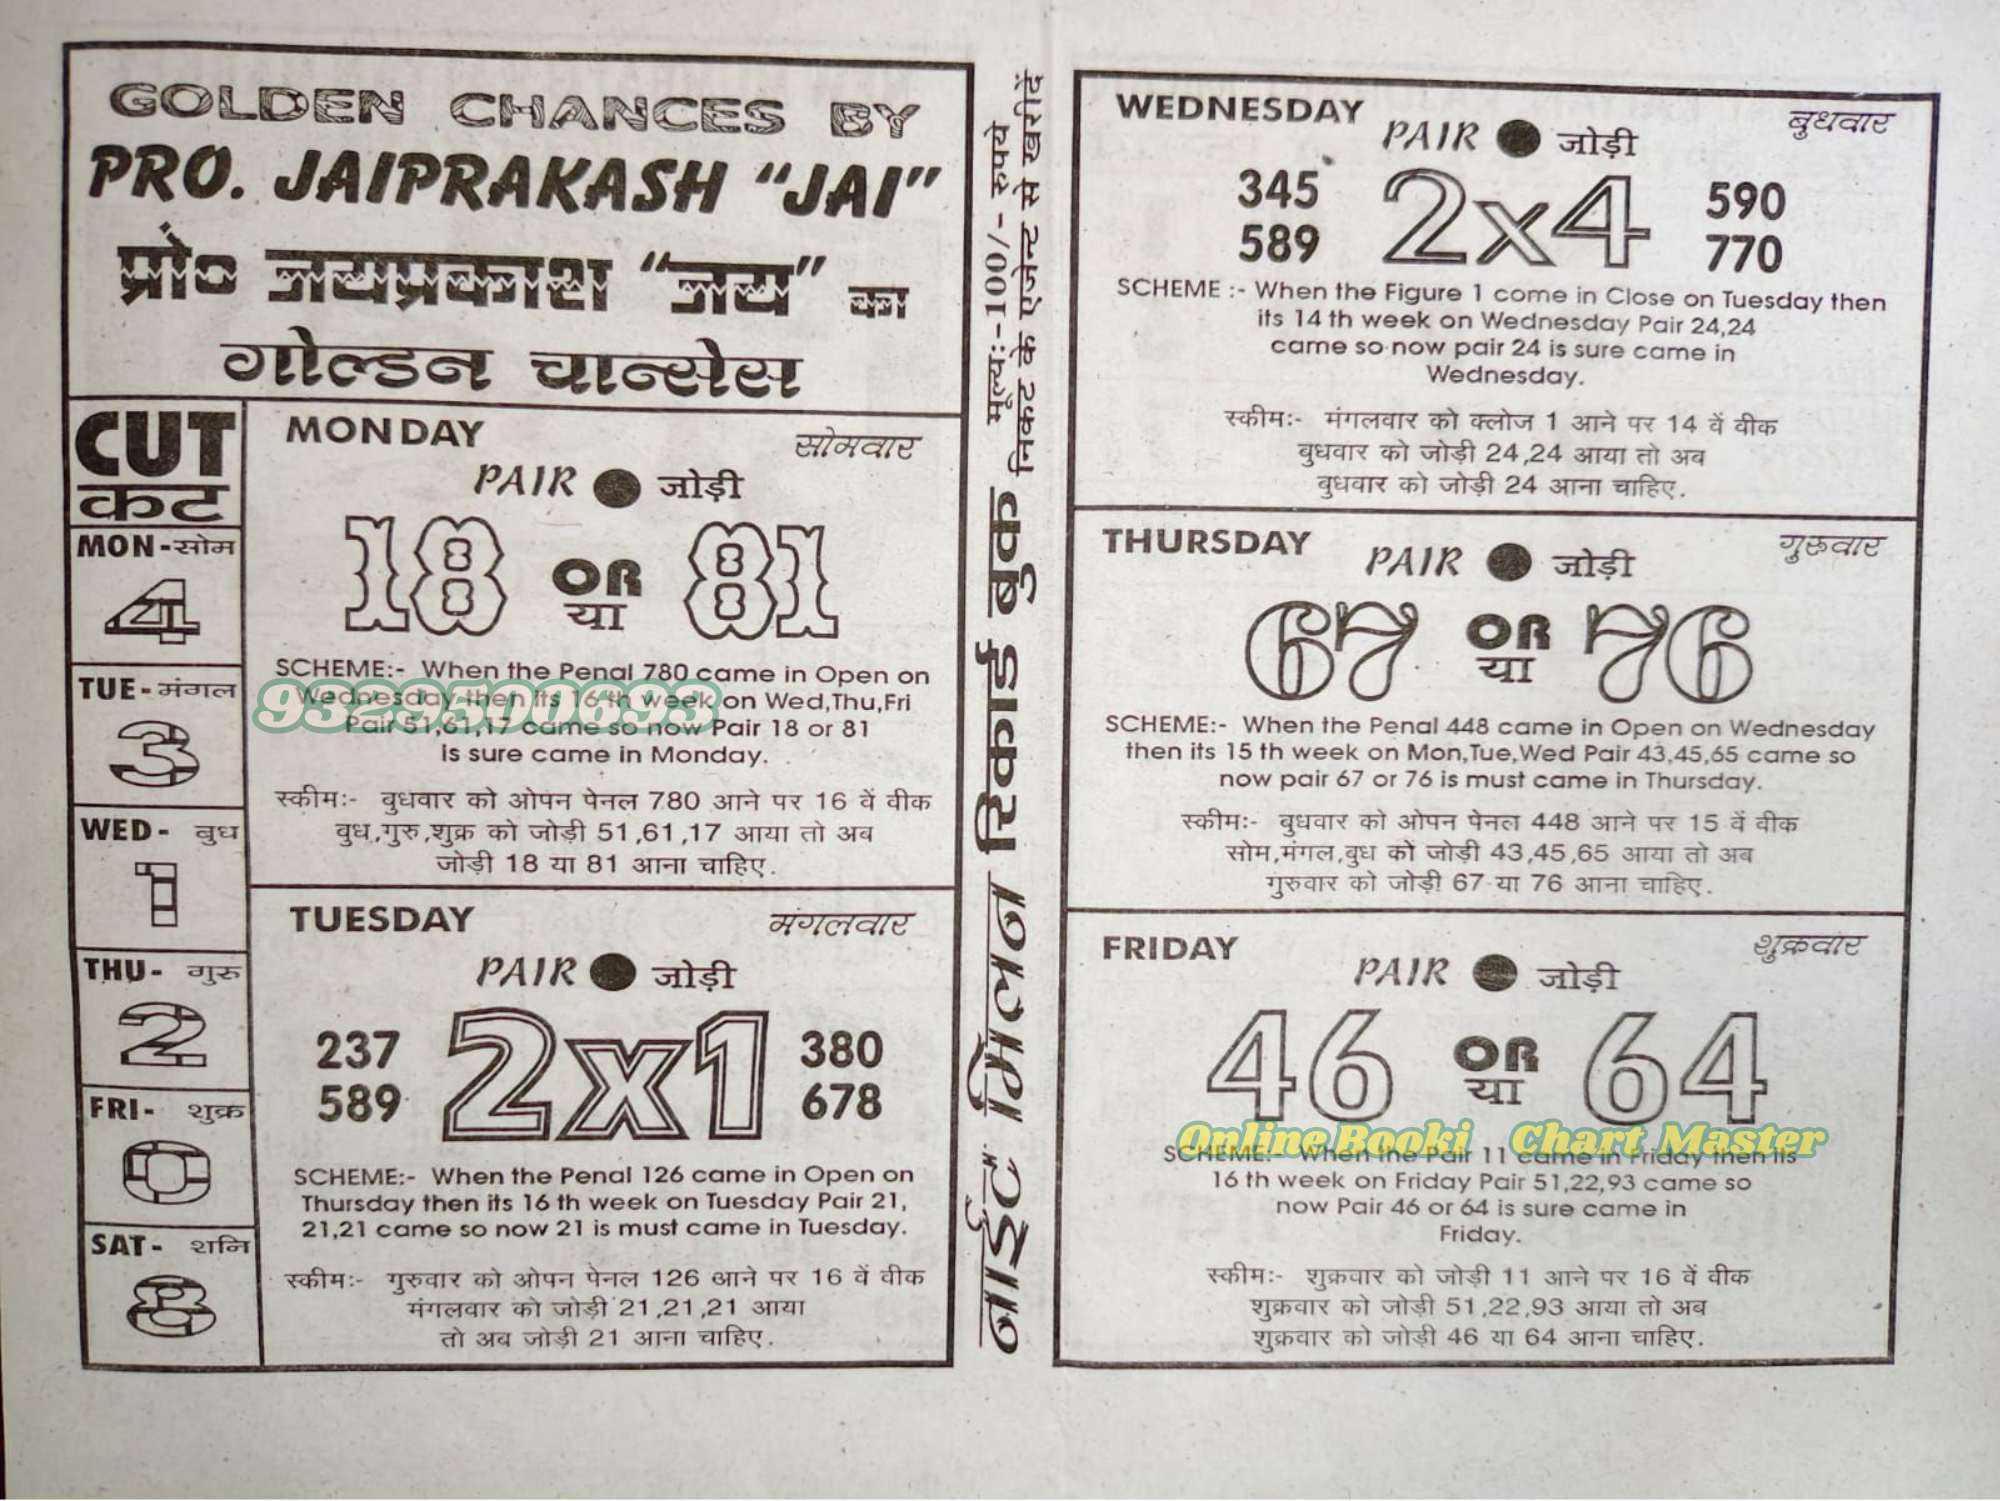 GOLDEN CHANCES BY
PRO. JAIPRAKASH "JAI"
प्रो० जयप्रकाश "जय" का
गोल्डन चान्सेस
CUT
कट
MON-सोम
4
TUE-मंगल
3
WED- बुध
1
THU- गुरु
2
FRI- शुक्र
0
SAT- शनि
8
MONDAY सोमवार
PAIR जोड़ी
18 OR या 81
SCHEME:- When the Penal 780 came in Open on
Wednesday then its 16 th week on Wed,Thu,Fri
Pair 51,61,17 came so now Pair 18 or 81
is sure came in Monday.
9329500693
स्कीमः- बुधवार को ओपन पेनल 780 आने पर 16 वें वीक
बुध,गुरु,शुक्र को जोड़ी 51,61,17 आया तो अब
जोड़ी 18 या 81 आना चाहिए.
TUESDAY मंगलवार
PAIR जोड़ी
237 2x1 380
589 678
SCHEME:- When the Penal 126 came in Open on
Thursday then its 16 th week on Tuesday Pair 21,
21,21 came so now 21 is must came in Tuesday.
स्कीमः- गुरुवार को ओपन पेनल 126 आने पर 16 वें वीक
मंगलवार को जोड़ी 21,21,21 आया
तो अब जोड़ी 21 आना चाहिए.
नाईट मिलन रिकार्ड बुक
मूल्यः-100/- रुपये
निकट के एजेन्ट से खरीदें
WEDNESDAY बुधवार
PAIR जोड़ी
345 2x4 590
589 770
SCHEME :- When the Figure 1 come in Close on Tuesday then
its 14 th week on Wednesday Pair 24,24
came so now pair 24 is sure came in
Wednesday.
स्कीमः- मंगलवार को क्लोज 1 आने पर 14 वें वीक
बुधवार को जोड़ी 24,24 आया तो अब
बुधवार को जोड़ी 24 आना चाहिए.
THURSDAY गुरुवार
PAIR जोड़ी
67 OR या 76
SCHEME:- When the Penal 448 came in Open on Wednesday
then its 15 th week on Mon,Tue,Wed Pair 43,45,65 came so
now pair 67 or 76 is must came in Thursday.
स्कीमः- बुधवार को ओपन पेनल 448 आने पर 15 वें वीक
सोम,मंगल,बुध को जोड़ी 43,45,65 आया तो अब
गुरुवार को जोड़ी 67 या 76 आना चाहिए.
FRIDAY शुक्रवार
PAIR जोड़ी
46 OR या 64
Online Booki Chart Master
SCHEME:- When the Pair 11 came in Friday then its
16 th week on Friday Pair 51,22,93 came so
now Pair 46 or 64 is sure came in
Friday.
स्कीमः- शुक्रवार को जोड़ी 11 आने पर 16 वें वीक
शुक्रवार को जोड़ी 51,22,93 आया तो अब
शुक्रवार को जोड़ी 46 या 64 आना चाहिए.